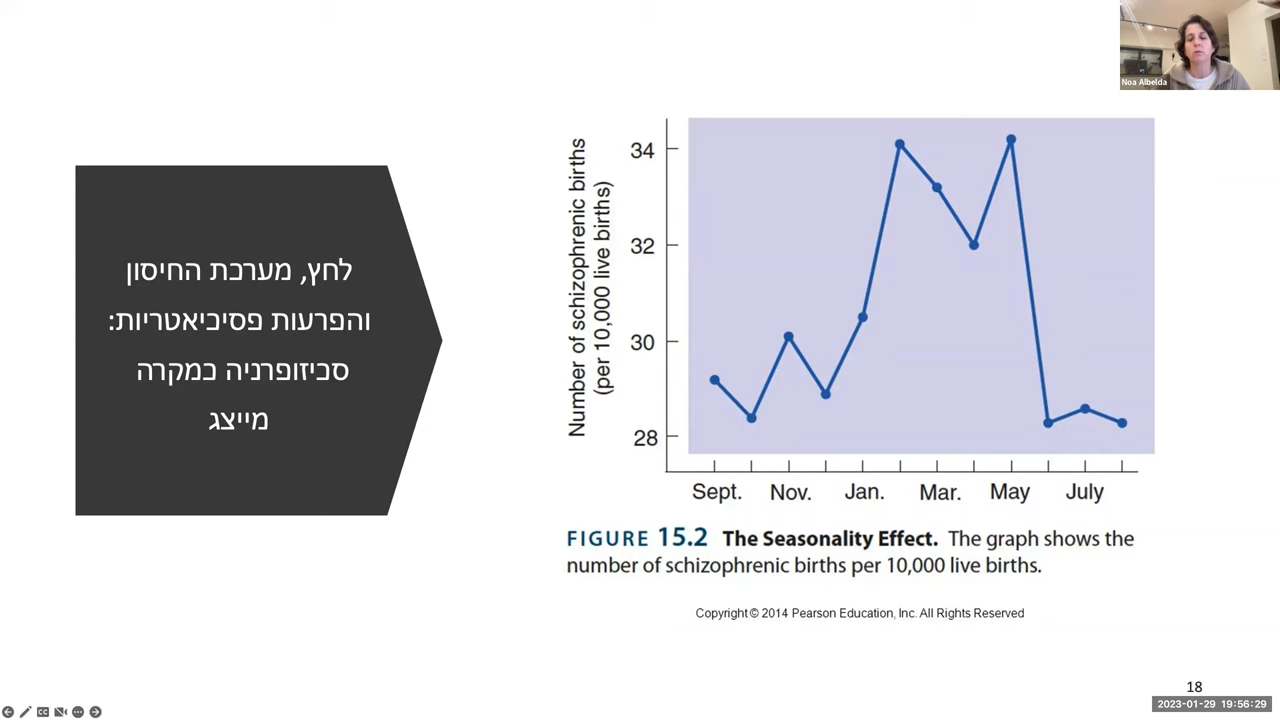 Noa Albelda
לחץ, מערכת החיסון
והפרעות פסיכיאטריות:
סכיזופרניה כמקרה
מייצג
Number of schizophrenic births
(per 10,000 live births)
34
32
30
28
Sept. Nov. Jan. Mar. May July
FIGURE 15.2 The Seasonality Effect. The graph shows the
number of schizophrenic births per 10,000 live births.
Copyright © 2014 Pearson Education, Inc. All Rights Reserved
18
2023-01-29 19:56:29